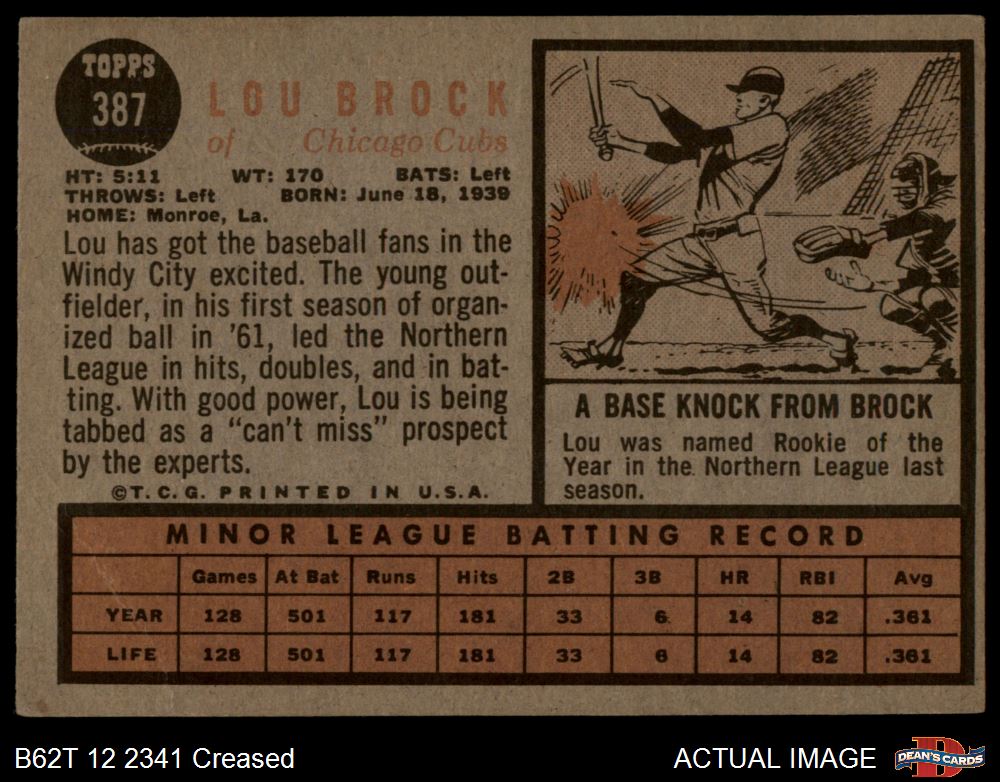 TOPPS
387
LOU BROCK
of Chicago Cubs
HT: 5:11 WT: 170 BATS: Left
THROWS: Left BORN: June 18, 1939
HOME: Monroe, La.
Lou has got the baseball fans in the
Windy City excited. The young out-
fielder, in his first season of organ-
ized ball in '61, led the Northern
League in hits, doubles, and in bat-
ting. With good power, Lou is being
tabbed as a “can't miss” prospect
by the experts.
©T.C.G. PRINTED IN U.S.A.
A BASE KNOCK FROM BROCK
Lou was named Rookie of the
Year in the Northern League last
season.
MINOR LEAGUE BATTING RECORD
Games At Bat Runs Hits 2B 3B HR RBI Avg
YEAR 128 501 117 181 33 6 14 82 .361
LIFE 128 501 117 181 33 6 14 82 .361
B62T 12 2341 Creased
ACTUAL IMAGE
D
DEAN'S CARDS